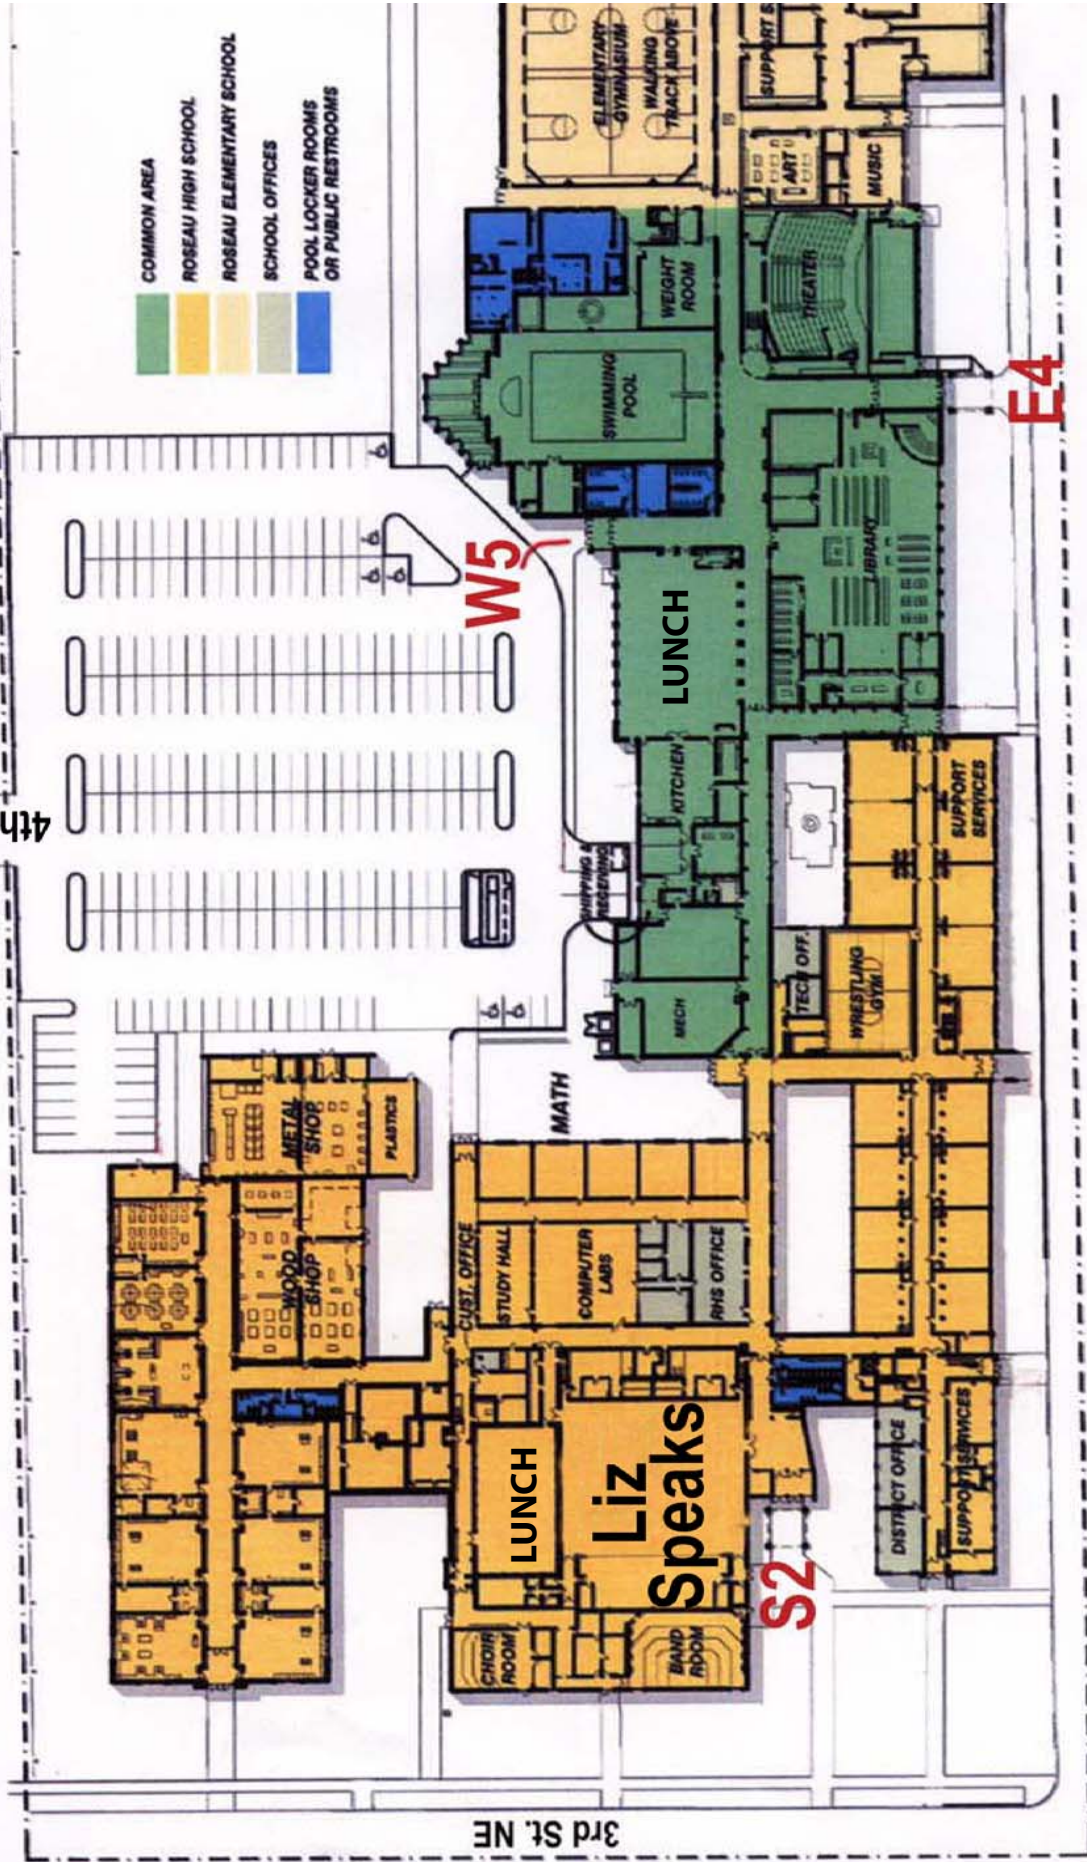 COMMON AREA
ROSEAU HIGH SCHOOL
ROSEAU ELEMENTARY SCHOOL
SCHOOL OFFICES
POOL LOCKER ROOMS
OR PUBLIC RESTROOMS
ELEMENTARY
GYMNASIUM
WALKING
TRACK ABOVE
SUPPORT S
ART
MUSIC
WEIGHT
ROOM
THEATER
SWIMMING
POOL
E4
W5
LUNCH
LIBRARY
4th
KITCHEN
SHIPPING &
RECEIVING
SUPPORT
SERVICES
TECH OFF.
WRESTLING
GYM
MECH
MATH
METAL
SHOP
PLASTICS
WOOD
SHOP
CUST. OFFICE
STUDY HALL
COMPUTER
LABS
RHS OFFICE
LUNCH
Liz
Speaks
DISTRICT OFFICE
SUPPORT SERVICES
S2
CHOIR
ROOM
BAND
ROOM
3rd St. NE